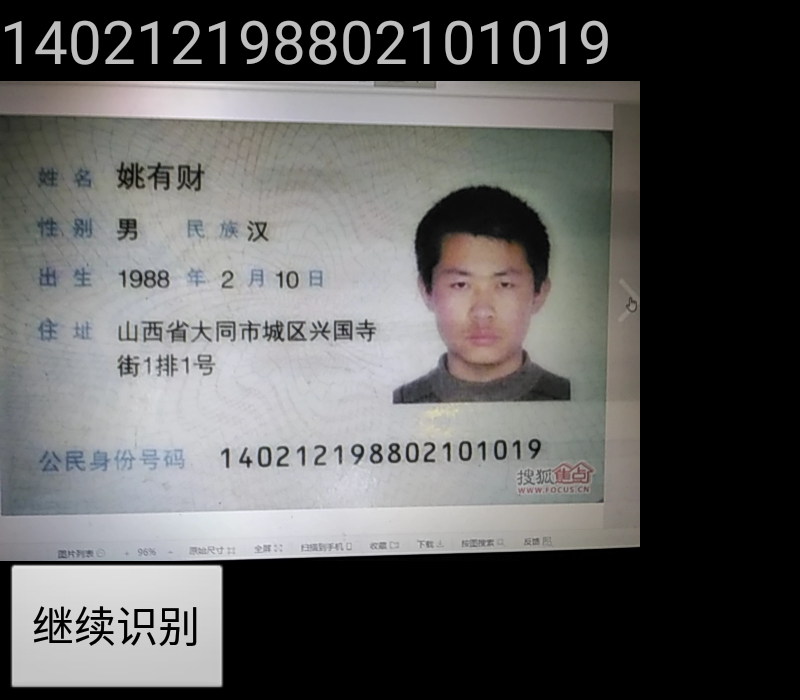 140212198802101019
姓名 姚有财
性别 男 民族 汉
出生 1988 年 2 月 10 日
住址 山西省大同市城区兴国寺
街1排1号
公民身份号码 140212198802101019
搜狐焦点
WWW.FOCUS.CN
图片列表 + 96% - 原始尺寸 全屏 扫描到手机 收藏 下载 按图搜索 反馈
继续识别